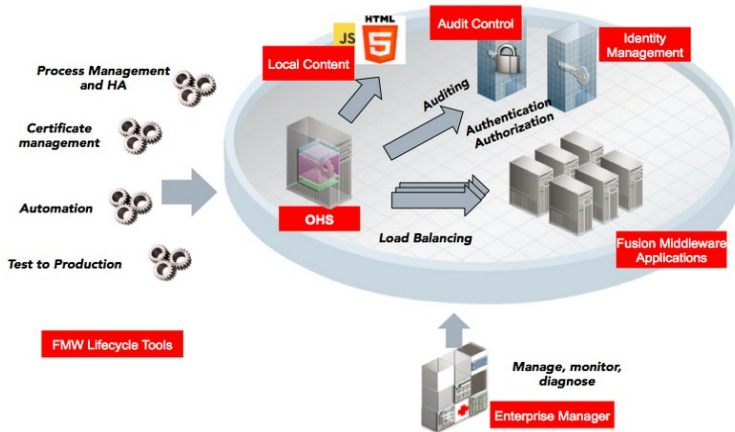 HTML
JS
5
Audit Control
Identity
Management
Local Content
Process Management
and HA
Auditing
Authentication
Authorization
Certificate
management
Automation
OHS
Load Balancing
Fusion Middleware
Applications
Test to Production
FMW Lifecycle Tools
Manage, monitor,
diagnose
Enterprise Manager